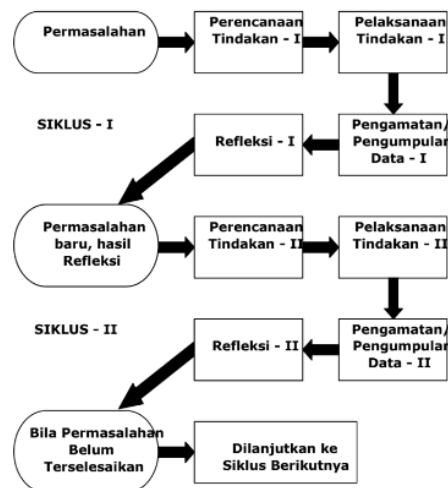 Permasalahan
Perencanaan
Tindakan - I
Pelaksanaan
Tindakan - I
SIKLUS - I
Refleksi - I
Pengamatan/
Pengumpulan
Data - I
Permasalahan
baru, hasil
Refleksi
Perencanaan
Tindakan - II
Pelaksanaan
Tindakan - II
SIKLUS - II
Refleksi - II
Pengamatan/
Pengumpulan
Data - II
Bila Permasalahan
Belum
Terselesaikan
Dilanjutkan ke
Siklus Berikutnya